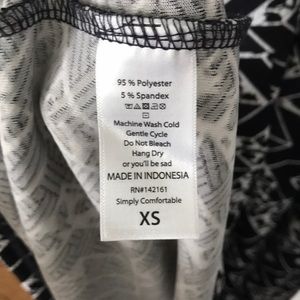 95 % Polyester
5 % Spandex
Machine Wash Cold
Gentle Cycle
Do Not Bleach
Hang Dry
or you'll be sad
MADE IN INDONESIA
RN#142161
Simply Comfortable
XS